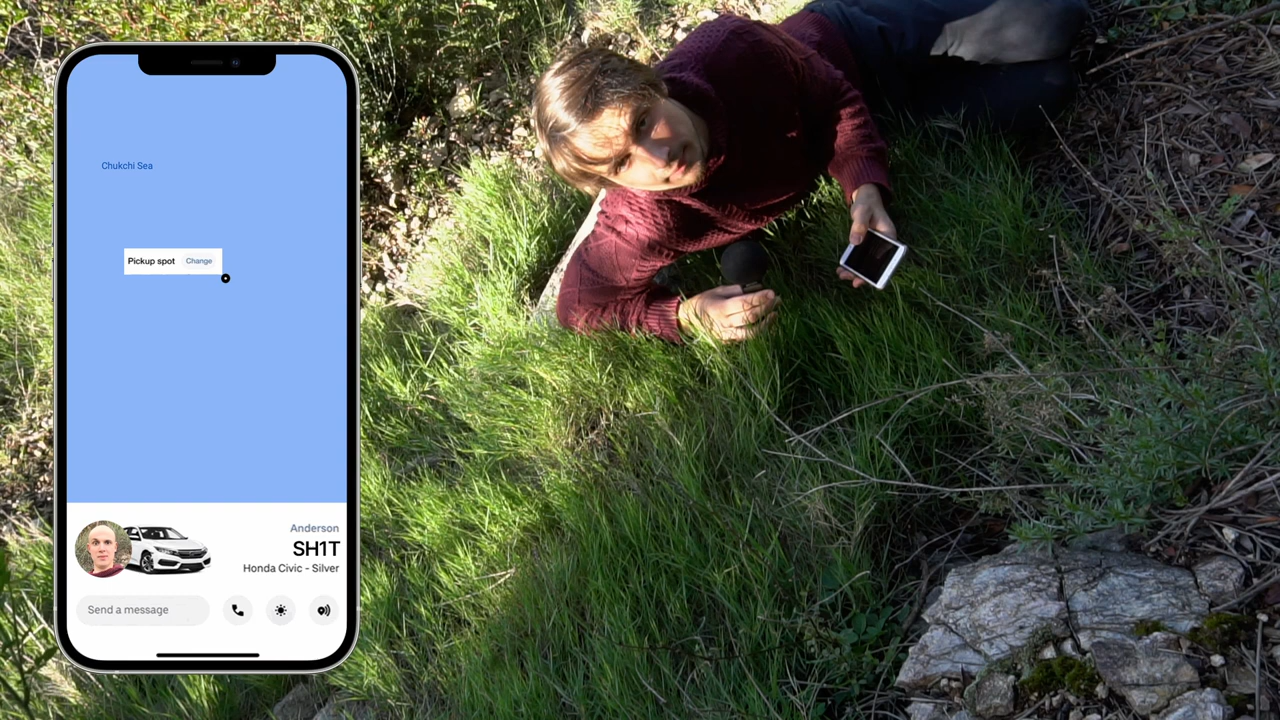 Chukchi Sea
Pickup spot Change
Anderson
SH1T
Honda Civic - Silver
Send a message